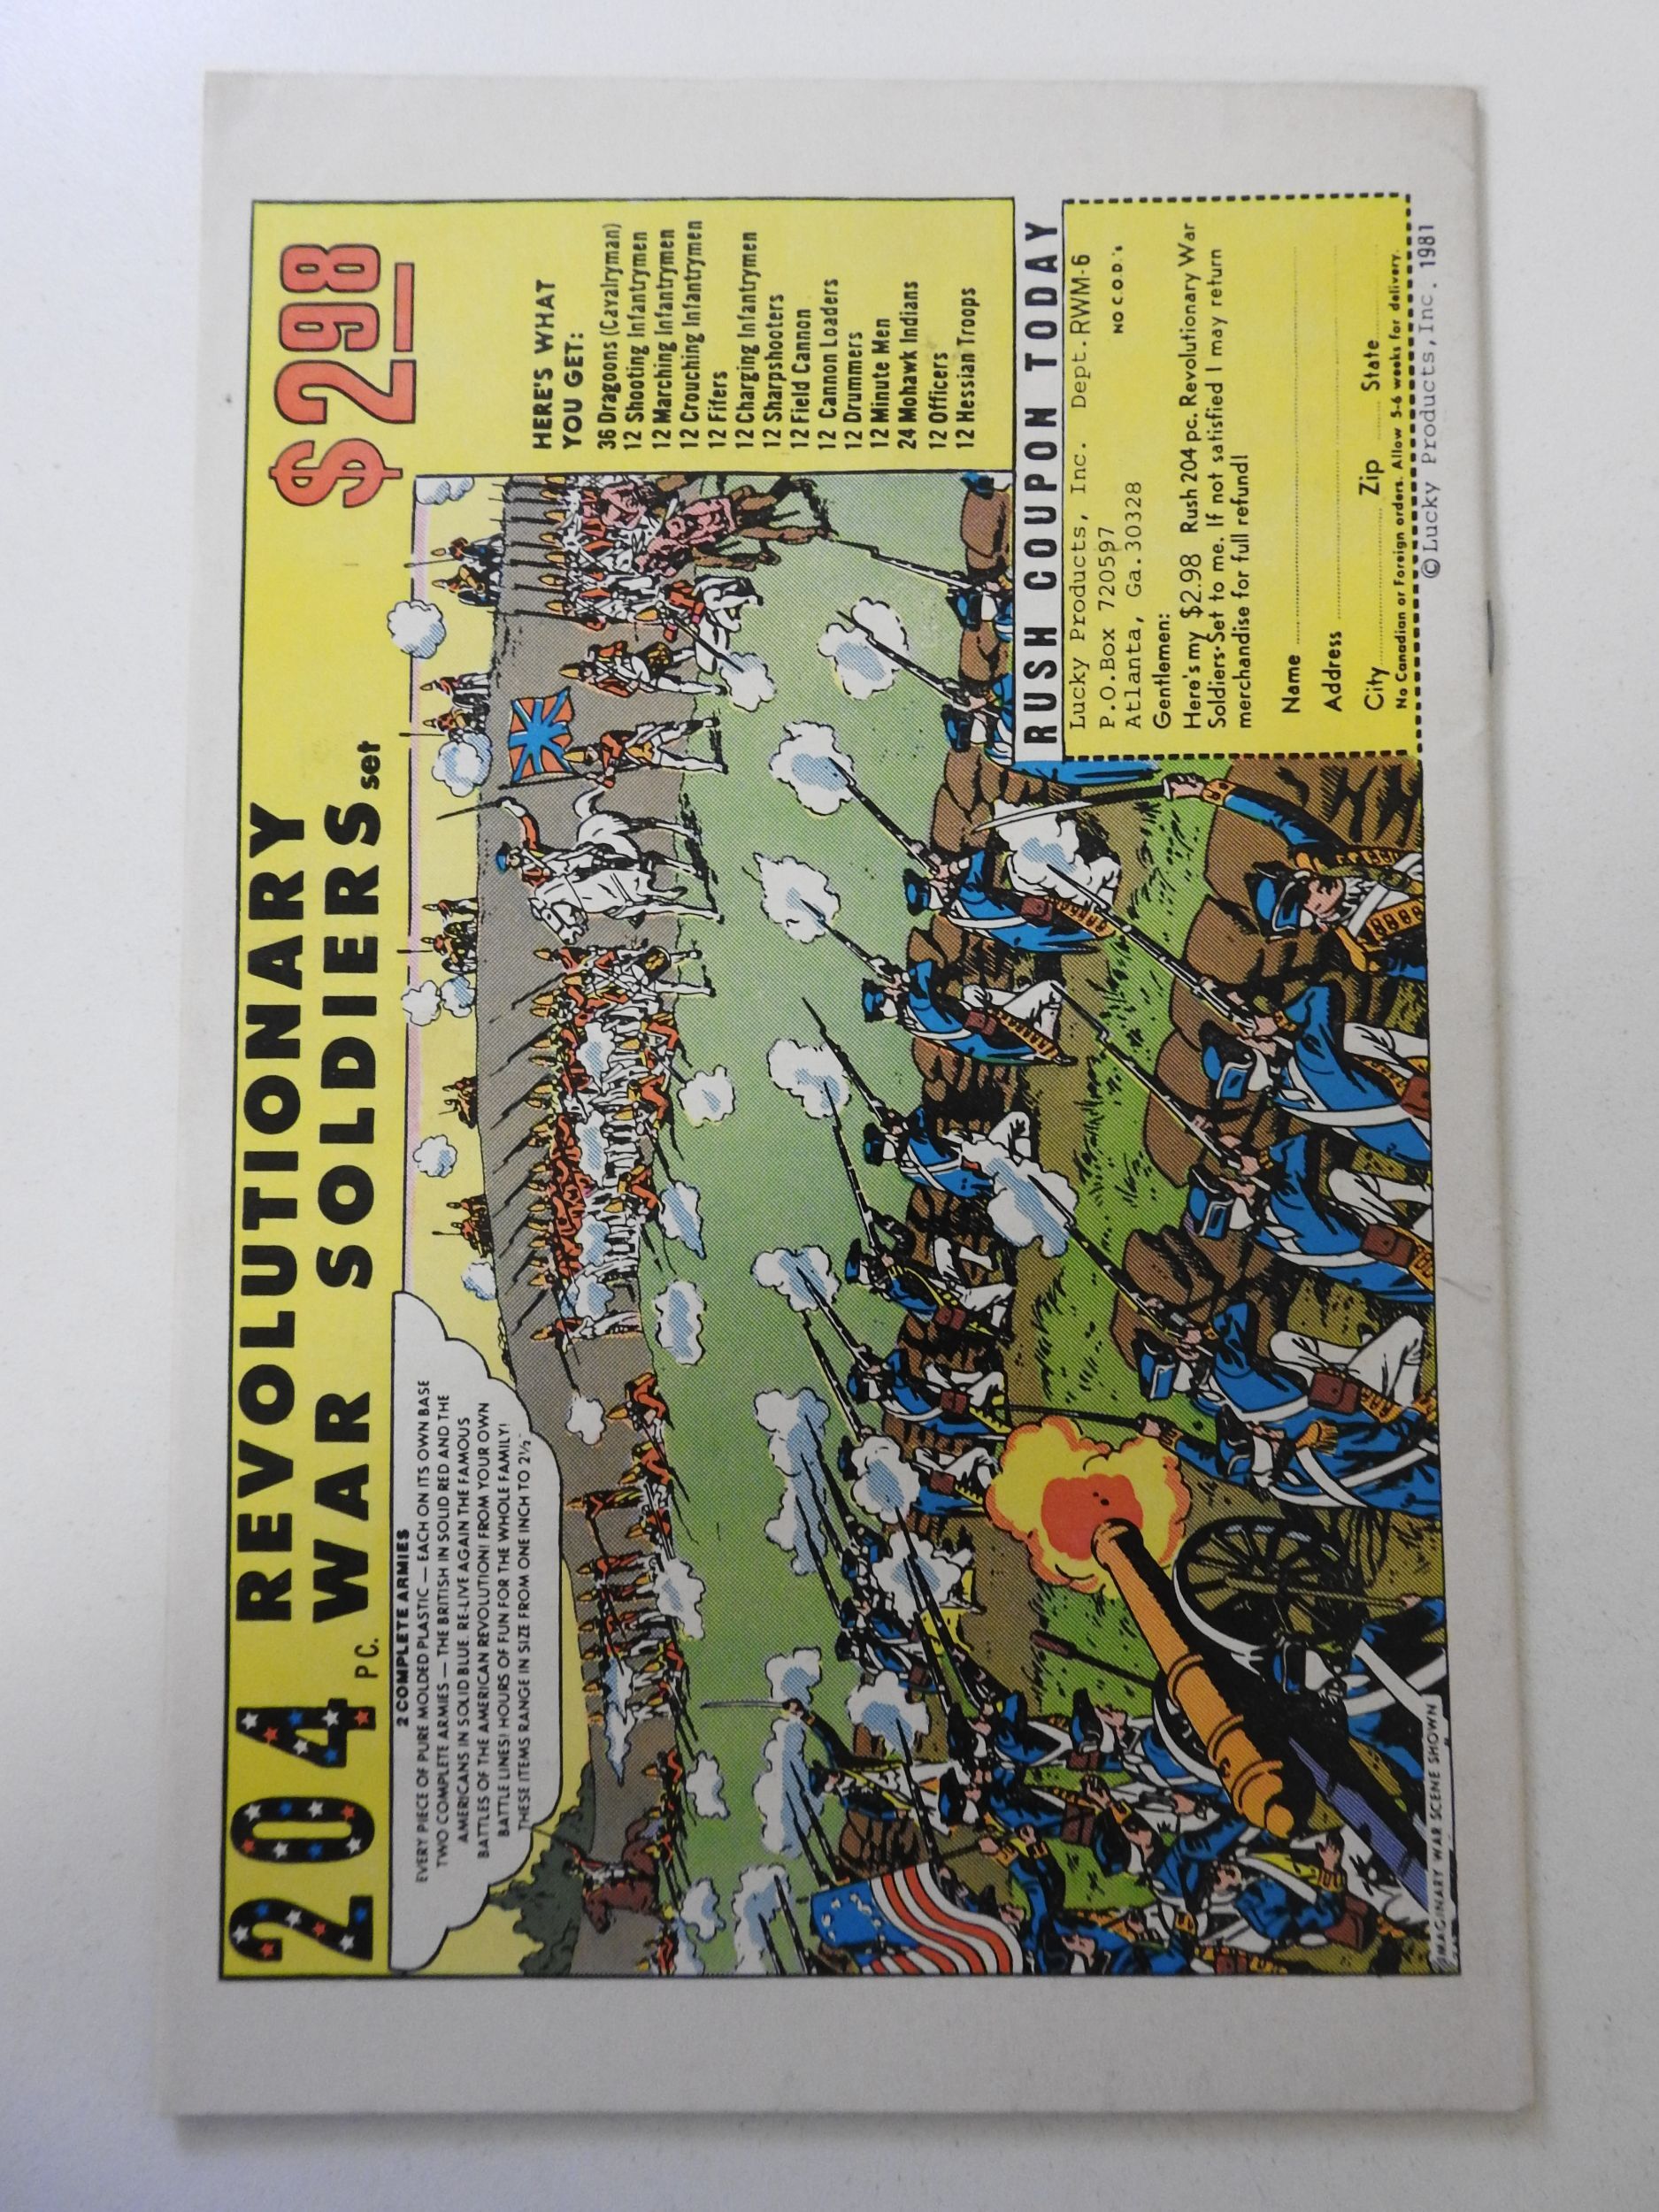 204 PC. REVOLUTIONARY
WAR SOLDIERS set
$2.98
2 COMPLETE ARMIES
EVERY PIECE OF PURE MOLDED PLASTIC — EACH ON ITS OWN BASE
TWO COMPLETE ARMIES — THE BRITISH IN SOLID RED AND THE
AMERICANS IN SOLID BLUE. RE-LIVE AGAIN THE FAMOUS
BATTLES OF THE AMERICAN REVOLUTION! FROM YOUR OWN
BATTLE LINES! HOURS OF FUN FOR THE WHOLE FAMILY!
THESE ITEMS RANGE IN SIZE FROM ONE INCH TO 2½"
HERE'S WHAT
YOU GET:
36 Dragoons (Cavalryman)
12 Shooting Infantrymen
12 Marching Infantrymen
12 Crouching Infantrymen
12 Fifers
12 Charging Infantrymen
12 Sharpshooters
12 Field Cannon
12 Cannon Loaders
12 Drummers
12 Minute Men
24 Mohawk Indians
12 Officers
12 Hessian Troops
RUSH COUPON TODAY
Lucky Products, Inc. Dept. RWM-6
P.O.Box 720597
NO C.O.D.'s
Atlanta, Ga. 30328
Gentlemen:
Here's my $2.98 Rush 204 pc. Revolutionary War
Soldiers Set to me. If not satisfied I may return
merchandise for full refund!
Name
Address
City Zip State
No Canadian or Foreign orders. Allow 5-6 weeks for delivery.
©Lucky Products,Inc. 1981
IMAGINARY WAR SCENE SHOWN